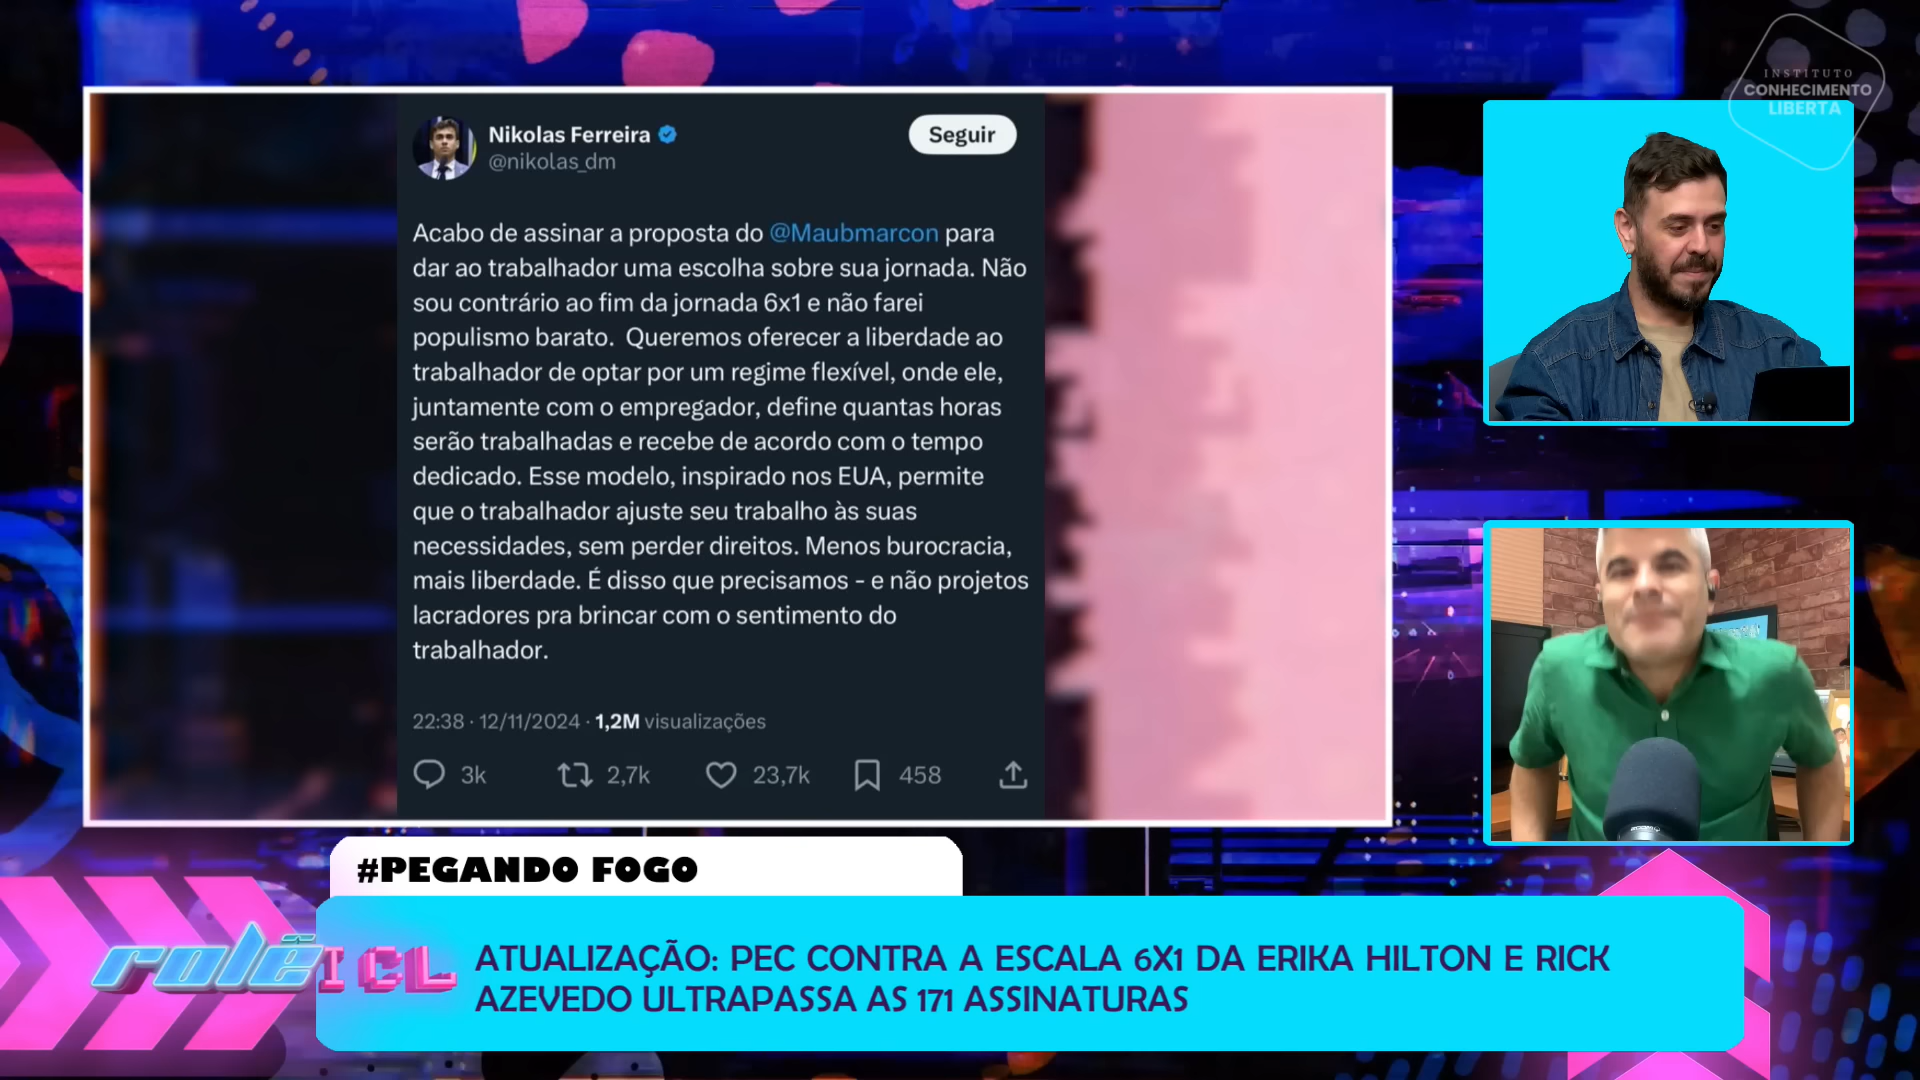 INSTITUTO
CONHECIMENTO
LIBERTA
Nikolas Ferreira
@nikolas_dm
Seguir
Acabo de assinar a proposta do @Maubmarcon para
dar ao trabalhador uma escolha sobre sua jornada. Não
sou contrário ao fim da jornada 6x1 e não farei
populismo barato.  Queremos oferecer a liberdade ao
trabalhador de optar por um regime flexível, onde ele,
juntamente com o empregador, define quantas horas
serão trabalhadas e recebe de acordo com o tempo
dedicado. Esse modelo, inspirado nos EUA, permite
que o trabalhador ajuste seu trabalho às suas
necessidades, sem perder direitos. Menos burocracia,
mais liberdade. É disso que precisamos - e não projetos
lacradores pra brincar com o sentimento do
trabalhador.
22:38 · 12/11/2024 · 1,2M visualizações
3k 2,7k 23,7k 458
#PEGANDO FOGO
rolê ICL
ATUALIZAÇÃO: PEC CONTRA A ESCALA 6X1 DA ERIKA HILTON E RICK
AZEVEDO ULTRAPASSA AS 171 ASSINATURAS